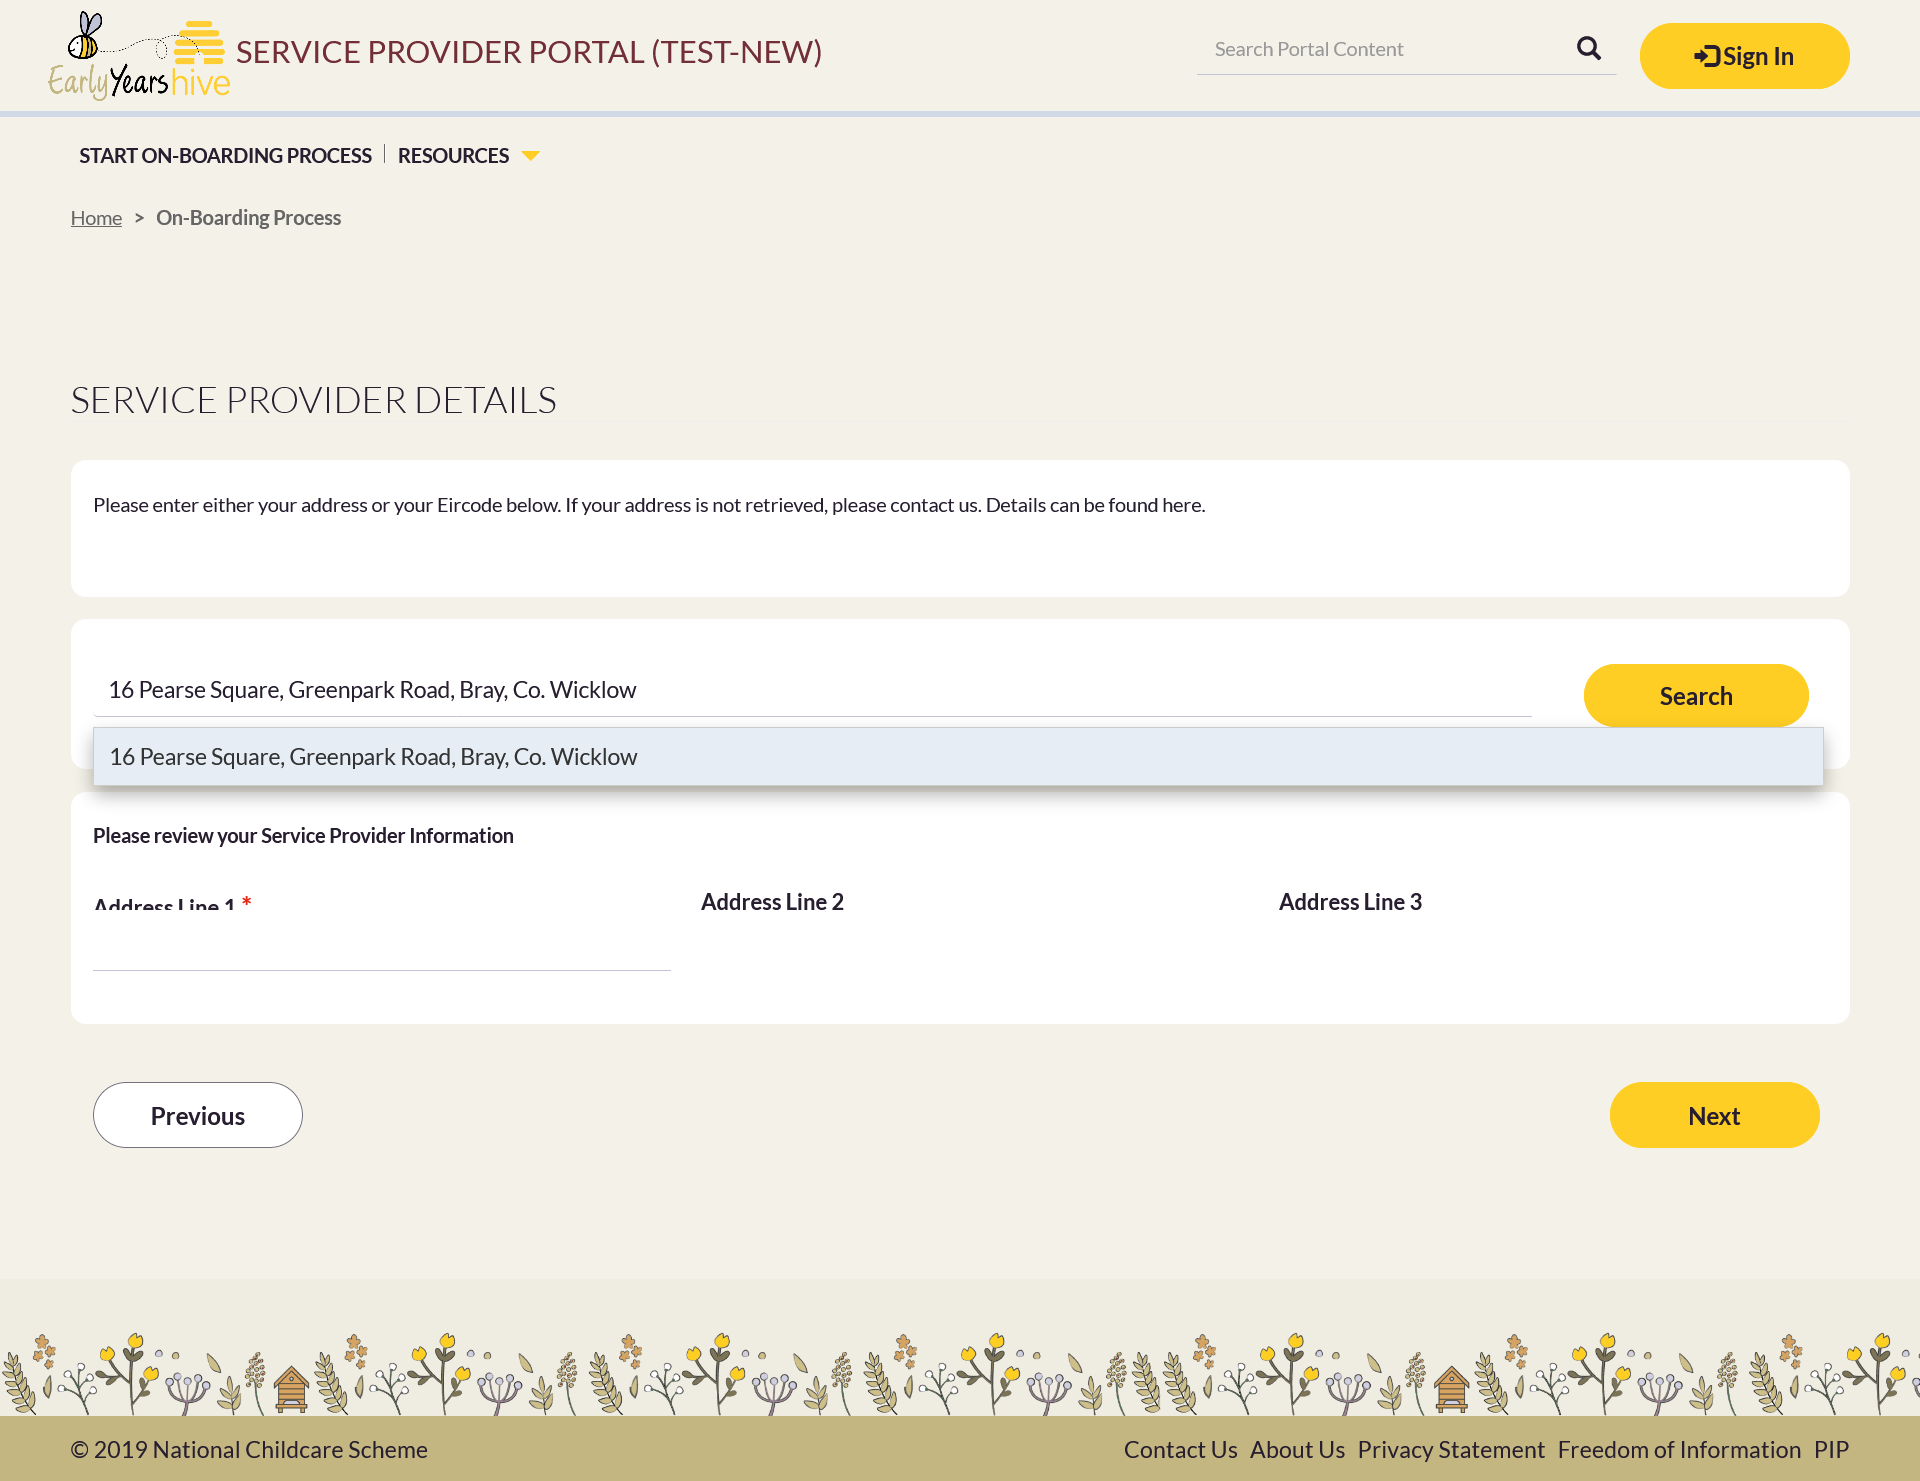 Early Years hive
SERVICE PROVIDER PORTAL (TEST-NEW)
Search Portal Content
Sign In
START ON-BOARDING PROCESS
RESOURCES
Home > On-Boarding Process
SERVICE PROVIDER DETAILS
Please enter either your address or your Eircode below. If your address is not retrieved, please contact us. Details can be found here.
16 Pearse Square, Greenpark Road, Bray, Co. Wicklow
Search
16 Pearse Square, Greenpark Road, Bray, Co. Wicklow
Please review your Service Provider Information
Address Line 1 *
Address Line 2
Address Line 3
Previous
Next
© 2019 National Childcare Scheme
Contact Us About Us Privacy Statement Freedom of Information PIP